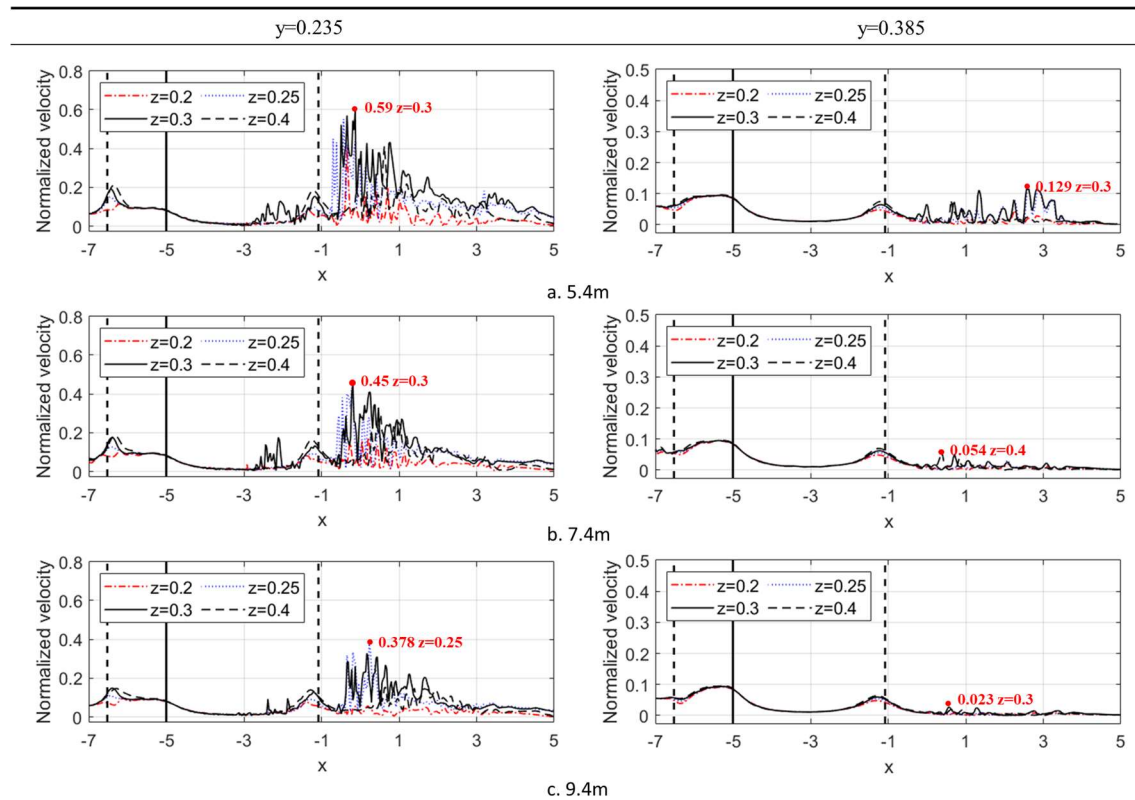 y=0.235
y=0.385
Normalized velocity
0.8
0.6
0.4
0.2
0
z=0.2 z=0.25
z=0.3 z=0.4
0.59 z=0.3
-7 -5 -3 -1 1 3 5
x
Normalized velocity
0.5
0.4
0.3
0.2
0.1
0
z=0.2 z=0.25
z=0.3 z=0.4
0.129 z=0.3
-7 -5 -3 -1 1 3 5
x
a. 5.4m
Normalized velocity
0.8
0.6
0.4
0.2
0
z=0.2 z=0.25
z=0.3 z=0.4
0.45 z=0.3
-7 -5 -3 -1 1 3 5
x
Normalized velocity
0.5
0.4
0.3
0.2
0.1
0
z=0.2 z=0.25
z=0.3 z=0.4
0.054 z=0.4
-7 -5 -3 -1 1 3 5
x
b. 7.4m
Normalized velocity
0.8
0.6
0.4
0.2
0
z=0.2 z=0.25
z=0.3 z=0.4
0.378 z=0.25
-7 -5 -3 -1 1 3 5
x
Normalized velocity
0.5
0.4
0.3
0.2
0.1
0
z=0.2 z=0.25
z=0.3 z=0.4
0.023 z=0.3
-7 -5 -3 -1 1 3 5
x
c. 9.4m